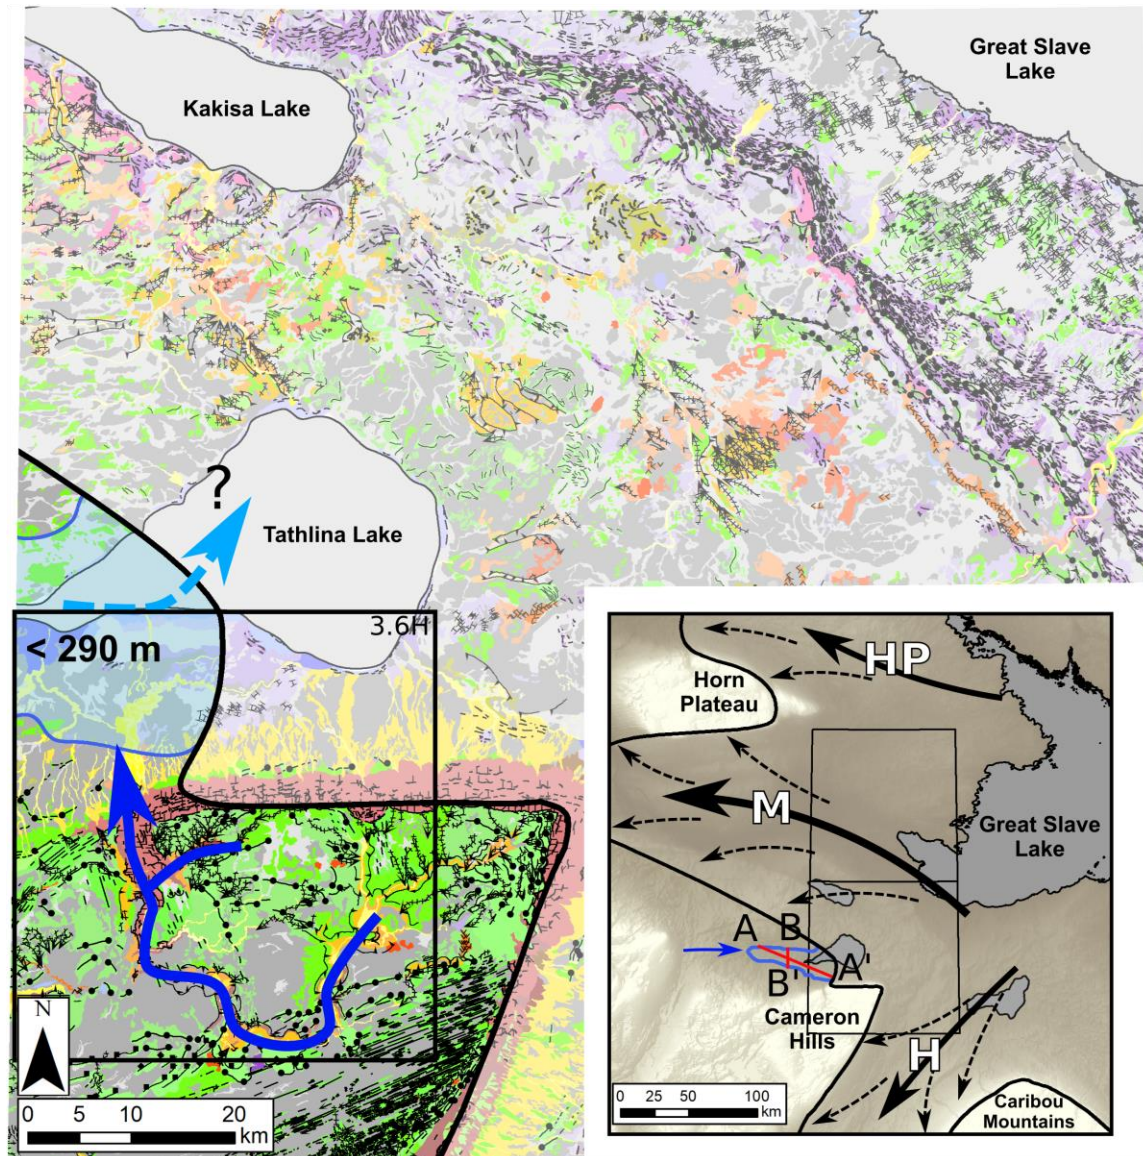 Great Slave
Lake
Kakisa Lake
?
Tathlina Lake
3.6H
< 290 m
N
0 5 10 20
km
HP
Horn
Plateau
M
Great Slave
Lake
A B
B' A'
Cameron
Hills
H
0 25 50 100
km
Caribou
Mountains